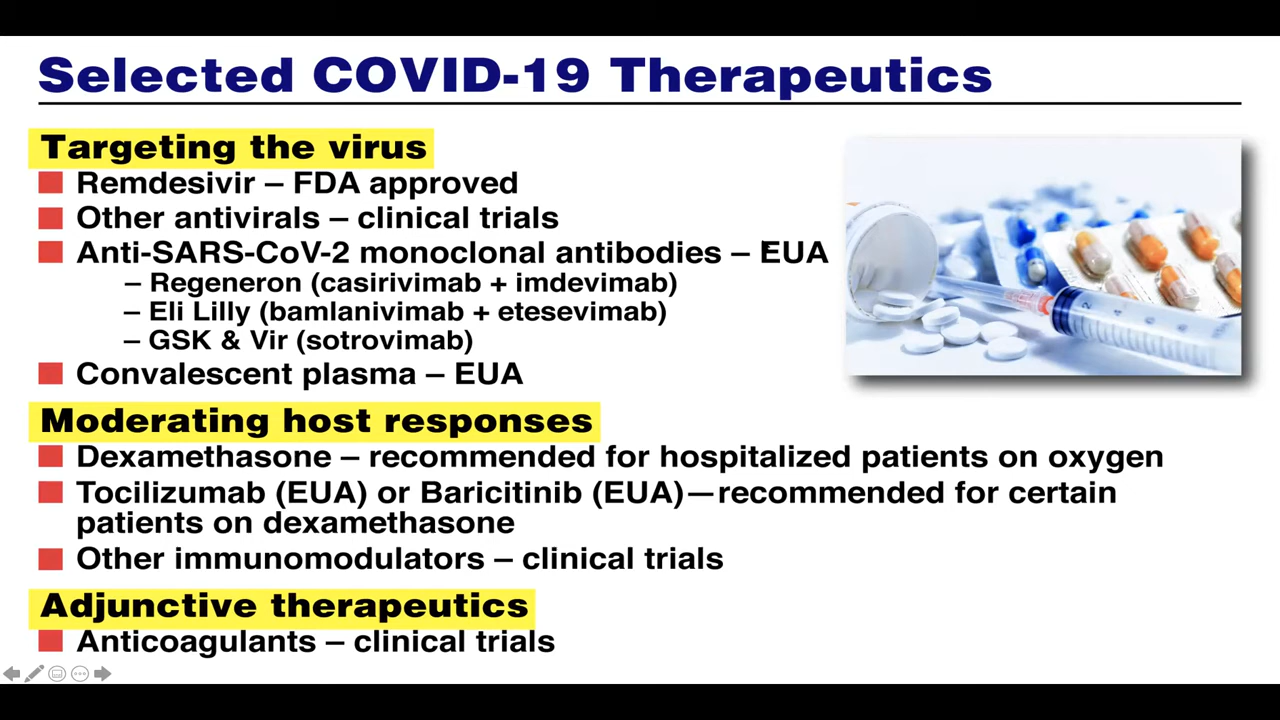 Selected COVID-19 Therapeutics
Targeting the virus
Remdesivir – FDA approved
Other antivirals – clinical trials
Anti-SARS-CoV-2 monoclonal antibodies – EUA
– Regeneron (casirivimab + imdevimab)
– Eli Lilly (bamlanivimab + etesevimab)
– GSK & Vir (sotrovimab)
Convalescent plasma – EUA
Moderating host responses
Dexamethasone – recommended for hospitalized patients on oxygen
Tocilizumab (EUA) or Baricitinib (EUA)—recommended for certain
patients on dexamethasone
Other immunomodulators – clinical trials
Adjunctive therapeutics
Anticoagulants – clinical trials